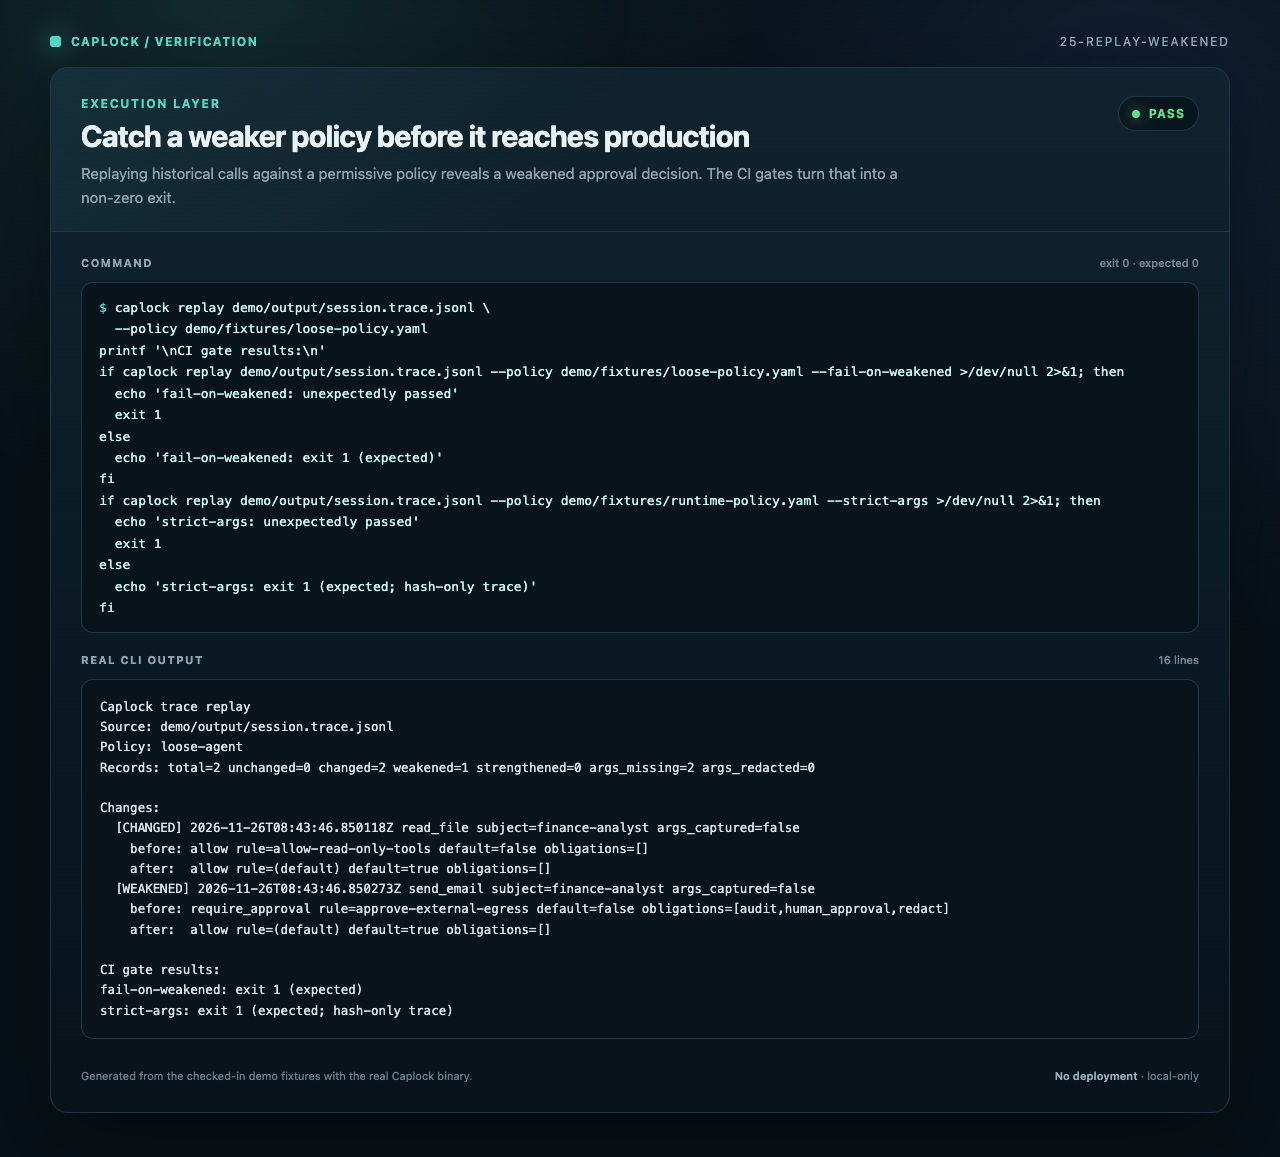 CAPLOCK / VERIFICATION
25-REPLAY-WEAKENED
EXECUTION LAYER
PASS
Catch a weaker policy before it reaches production
Replaying historical calls against a permissive policy reveals a weakened approval decision. The CI gates turn that into a
non-zero exit.
COMMAND
exit 0 · expected 0
$ caplock replay demo/output/session.trace.jsonl \
  --policy demo/fixtures/loose-policy.yaml
printf '\nCI gate results:\n'
if caplock replay demo/output/session.trace.jsonl --policy demo/fixtures/loose-policy.yaml --fail-on-weakened >/dev/null 2>&1; then
  echo 'fail-on-weakened: unexpectedly passed'
  exit 1
else
  echo 'fail-on-weakened: exit 1 (expected)'
fi
if caplock replay demo/output/session.trace.jsonl --policy demo/fixtures/runtime-policy.yaml --strict-args >/dev/null 2>&1; then
  echo 'strict-args: unexpectedly passed'
  exit 1
else
  echo 'strict-args: exit 1 (expected; hash-only trace)'
fi
REAL CLI OUTPUT
16 lines
Caplock trace replay
Source: demo/output/session.trace.jsonl
Policy: loose-agent
Records: total=2 unchanged=0 changed=2 weakened=1 strengthened=0 args_missing=2 args_redacted=0
Changes:
  [CHANGED] 2026-11-26T08:43:46.850118Z read_file subject=finance-analyst args_captured=false
    before: allow rule=allow-read-only-tools default=false obligations=[]
    after:  allow rule=(default) default=true obligations=[]
  [WEAKENED] 2026-11-26T08:43:46.850273Z send_email subject=finance-analyst args_captured=false
    before: require_approval rule=approve-external-egress default=false obligations=[audit,human_approval,redact]
    after:  allow rule=(default) default=true obligations=[]
CI gate results:
fail-on-weakened: exit 1 (expected)
strict-args: exit 1 (expected; hash-only trace)
Generated from the checked-in demo fixtures with the real Caplock binary.
No deployment · local-only